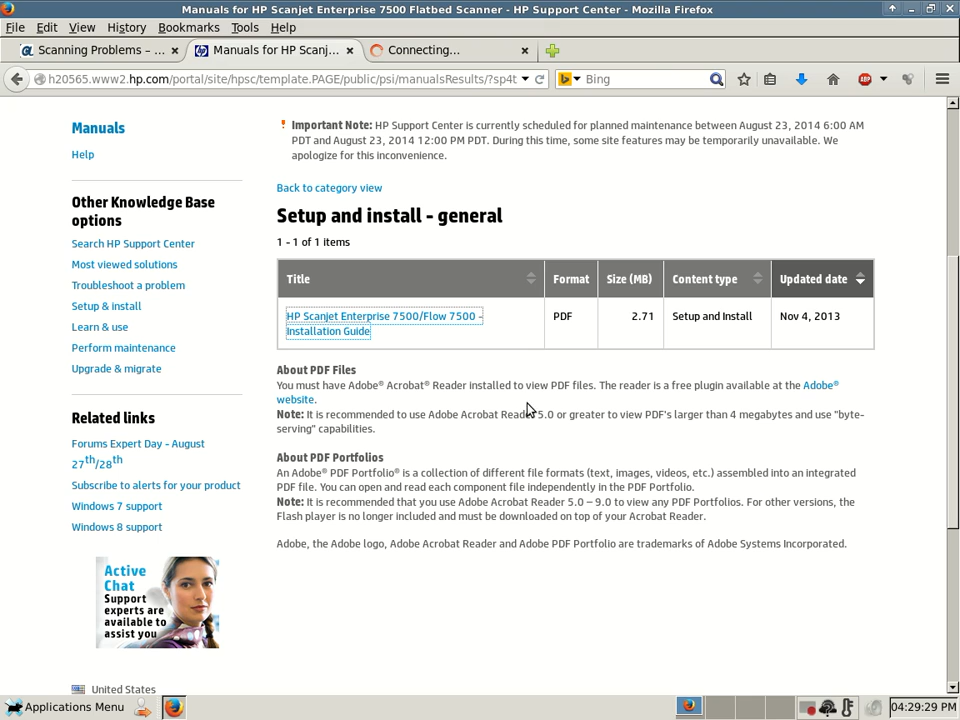 Manuals for HP Scanjet Enterprise 7500 Flatbed Scanner - HP Support Center - Mozilla Firefox
File Edit View History Bookmarks Tools Help
Scanning Problems – ... Manuals for HP Scanj... Connecting...
h20565.www2.hp.com/portal/site/hpsc/template.PAGE/public/psi/manualsResults/?sp4t Bing
Manuals
Help
Other Knowledge Base
options
Search HP Support Center
Most viewed solutions
Troubleshoot a problem
Setup & install
Learn & use
Perform maintenance
Upgrade & migrate
Related links
Forums Expert Day - August
27th/28th
Subscribe to alerts for your product
Windows 7 support
Windows 8 support
Active
Chat
Support
experts are
available to
assist you
United States
Important Note: HP Support Center is currently scheduled for planned maintenance between August 23, 2014 6:00 AM
PDT and August 23, 2014 12:00 PM PDT. During this time, some site features may be temporarily unavailable. We
apologize for this inconvenience.
Back to category view
Setup and install - general
1 - 1 of 1 items
Title Format Size (MB) Content type Updated date
HP Scanjet Enterprise 7500/Flow 7500 - PDF 2.71 Setup and Install Nov 4, 2013
Installation Guide
About PDF Files
You must have Adobe® Acrobat® Reader installed to view PDF files. The reader is a free plugin available at the Adobe®
website.
Note: It is recommended to use Adobe Acrobat Reader 5.0 or greater to view PDF's larger than 4 megabytes and use "byte-
serving" capabilities.
About PDF Portfolios
An Adobe® PDF Portfolio® is a collection of different file formats (text, images, videos, etc.) assembled into an integrated
PDF file. You can open and read each component file independently in the PDF Portfolio.
Note: It is recommended that you use Adobe Acrobat Reader 5.0 – 9.0 to view any PDF Portfolios. For other versions, the
Flash player is no longer included and must be downloaded on top of your Acrobat Reader.
Adobe, the Adobe logo, Adobe Acrobat Reader and Adobe PDF Portfolio are trademarks of Adobe Systems Incorporated.
Applications Menu 04:29:29 PM